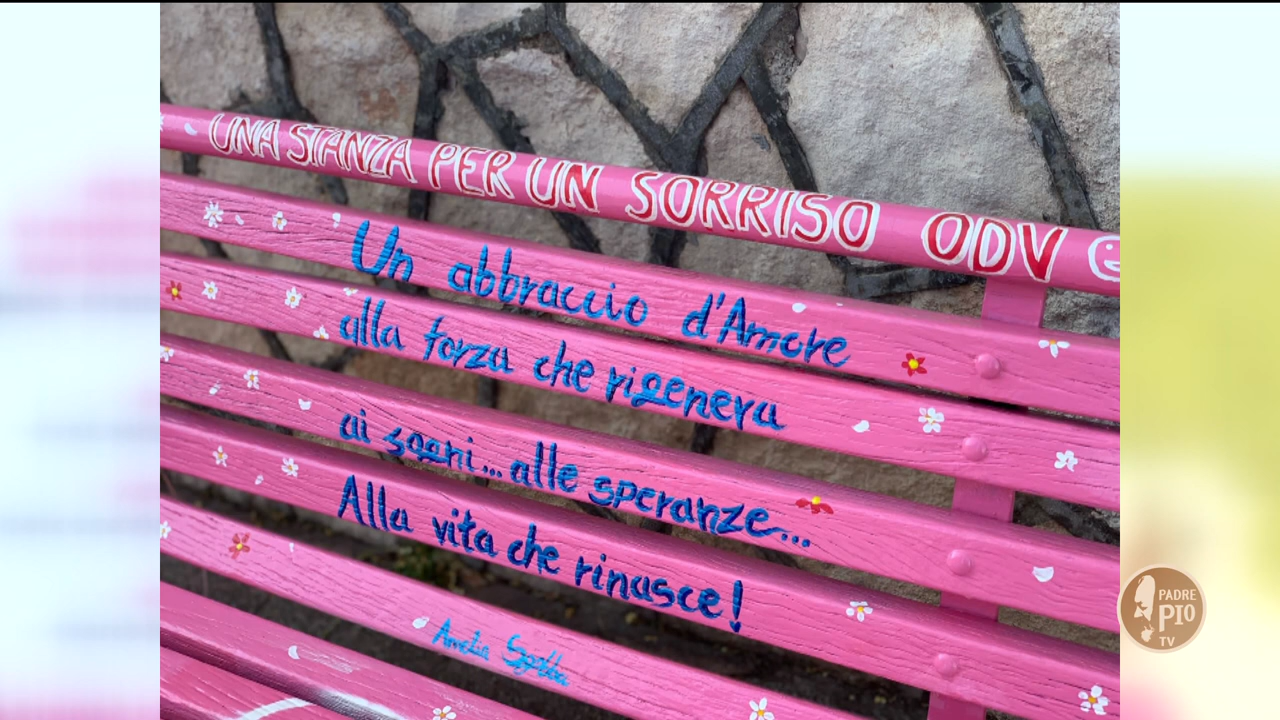 UNA STANZA PER UN SORRISO ODV
Un abbraccio d'Amore
alla forza che rigenera
ai sogni... alle speranze...
Alla vita che rinasce!
Amelia
PADRE
PIO
TV